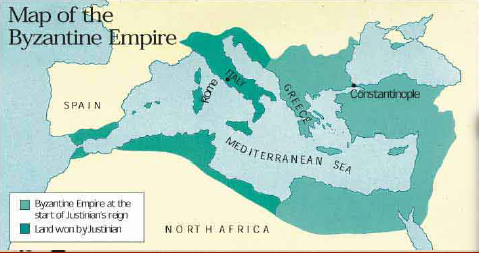 Map of the
Byzantine Empire
SPAIN
Rome
ITALY
GREECE
Constantinople
MEDITERRANEAN SEA
Byzantine Empire at the
start of Justinian's reign
Land won by Justinian
NORTH AFRICA